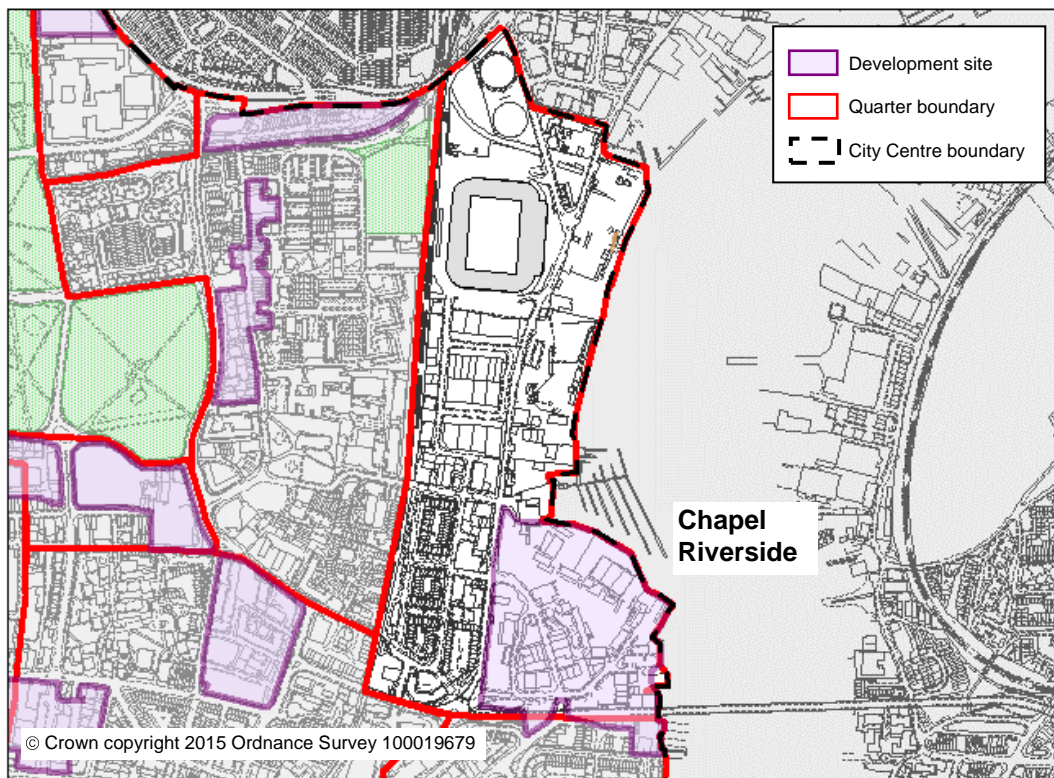 Development site
Quarter boundary
City Centre boundary
Chapel
Riverside
© Crown copyright 2015 Ordnance Survey 100019679